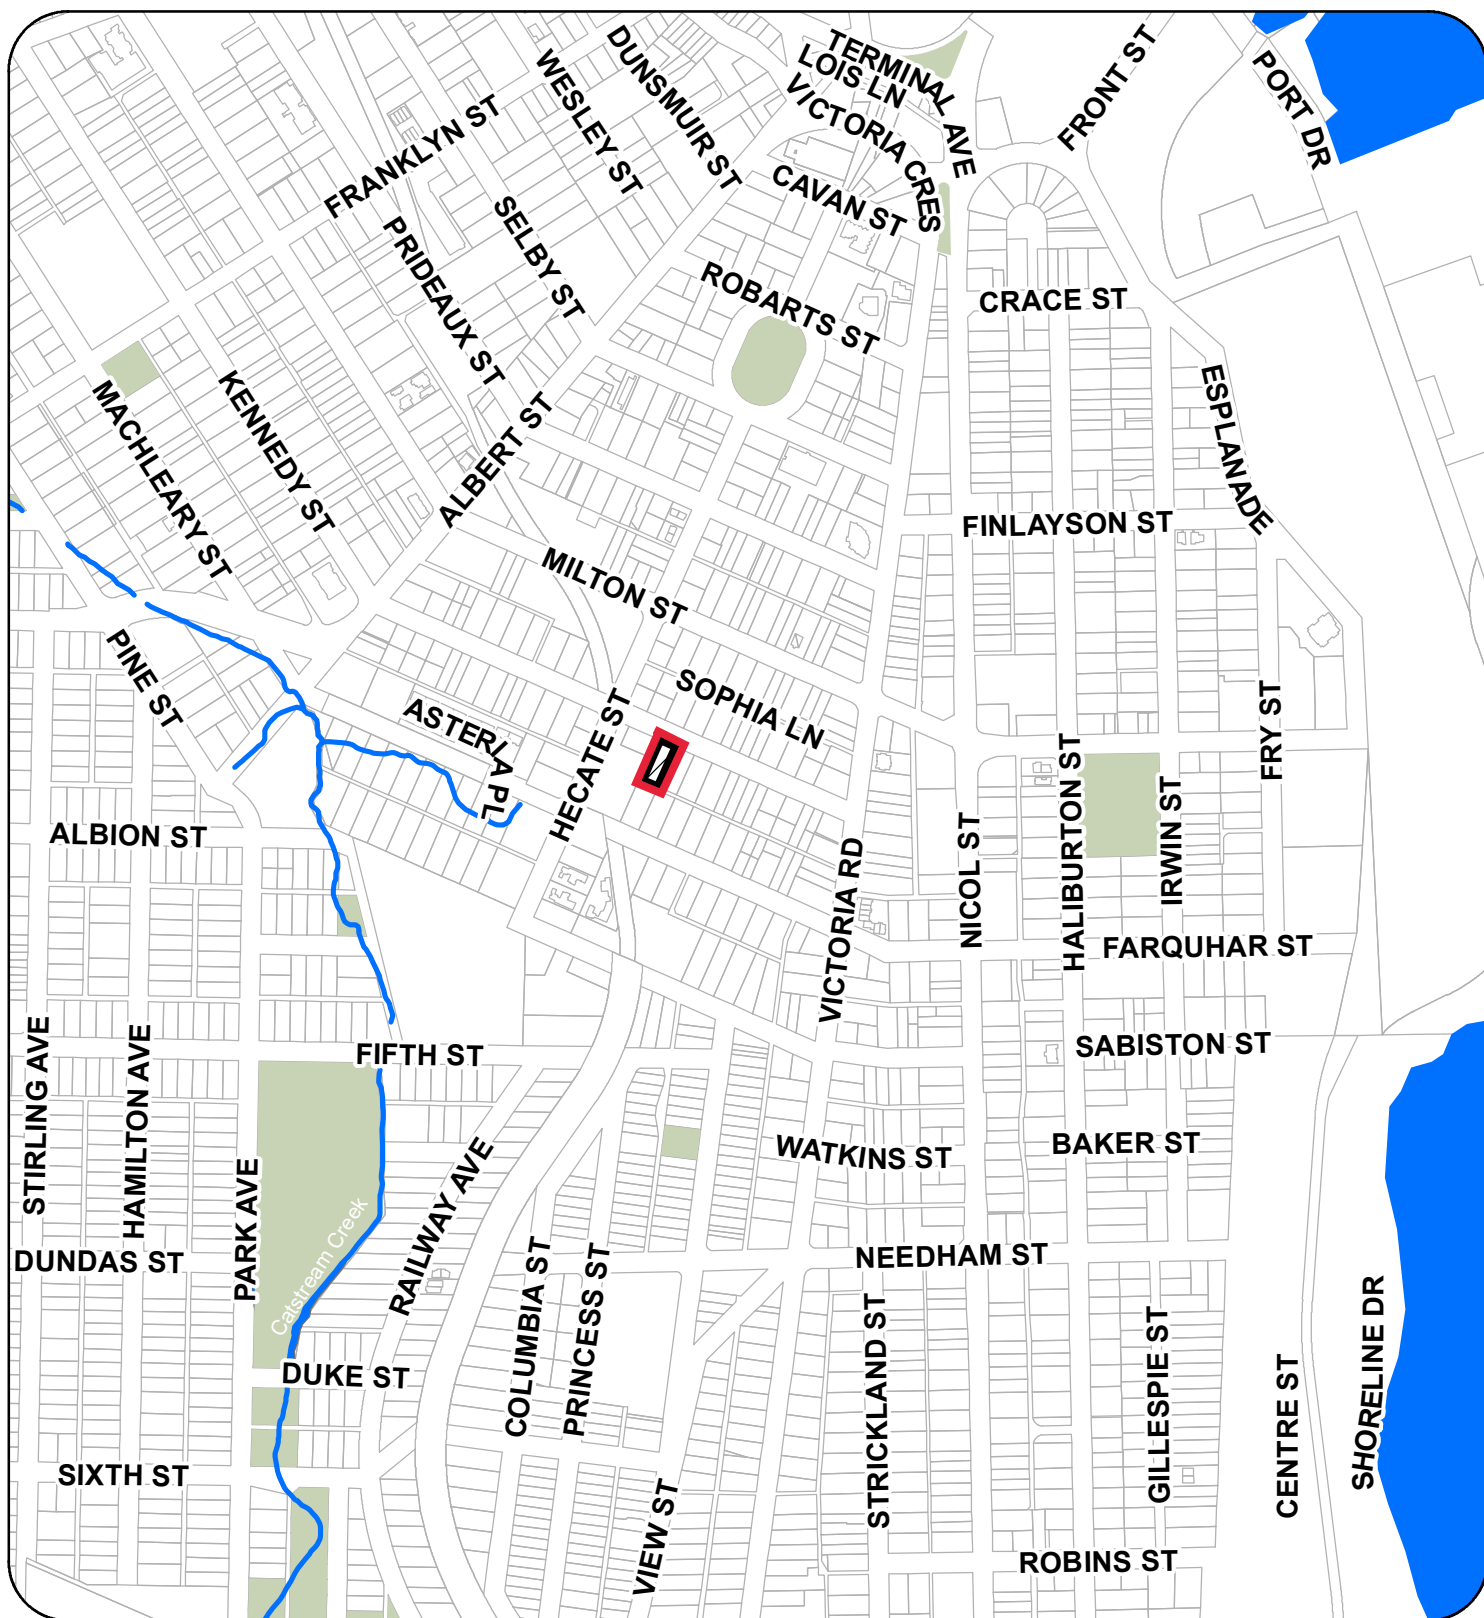 TERMINAL AVE
LOIS LN
VICTORIA CRES
DUNSMUIR ST
WESLEY ST
FRONT ST
PORT DR
FRANKLYN ST
CAVAN ST
SELBY ST
PRIDEAUX ST
ROBARTS ST
CRACE ST
ESPLANADE
MACHLEARY ST
KENNEDY ST
ALBERT ST
FINLAYSON ST
MILTON ST
PINE ST
SOPHIA LN
ASTERIA PL
HECATE ST
FRY ST
HALIBURTON ST
IRWIN ST
NICOL ST
VICTORIA RD
ALBION ST
FARQUHAR ST
STIRLING AVE
HAMILTON AVE
FIFTH ST
SABISTON ST
PARK AVE
RAILWAY AVE
WATKINS ST
BAKER ST
Catstream Creek
DUNDAS ST
COLUMBIA ST
PRINCESS ST
NEEDHAM ST
STRICKLAND ST
GILLESPIE ST
CENTRE ST
SHORELINE DR
DUKE ST
SIXTH ST
VIEW ST
ROBINS ST